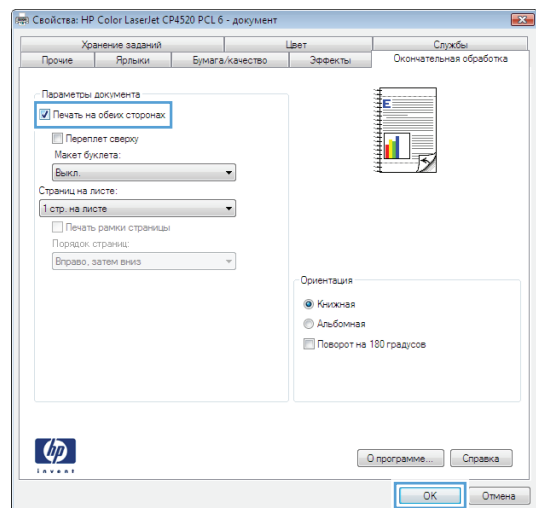 Свойства: HP Color LaserJet CP4520 PCL 6 - документ
Хранение заданий Цвет Службы
Прочие Ярлыки Бумага/качество Эффекты Окончательная обработка
Параметры документа
Печать на обеих сторонах
Переплет сверху
Макет буклета:
Выкл.
Страниц на листе:
1 стр. на листе
Печать рамки страницы
Порядок страниц:
Вправо, затем вниз
E
Ориентация
Книжная
Альбомная
Поворот на 180 градусов
hp
invent
О программе... Справка
OK Отмена